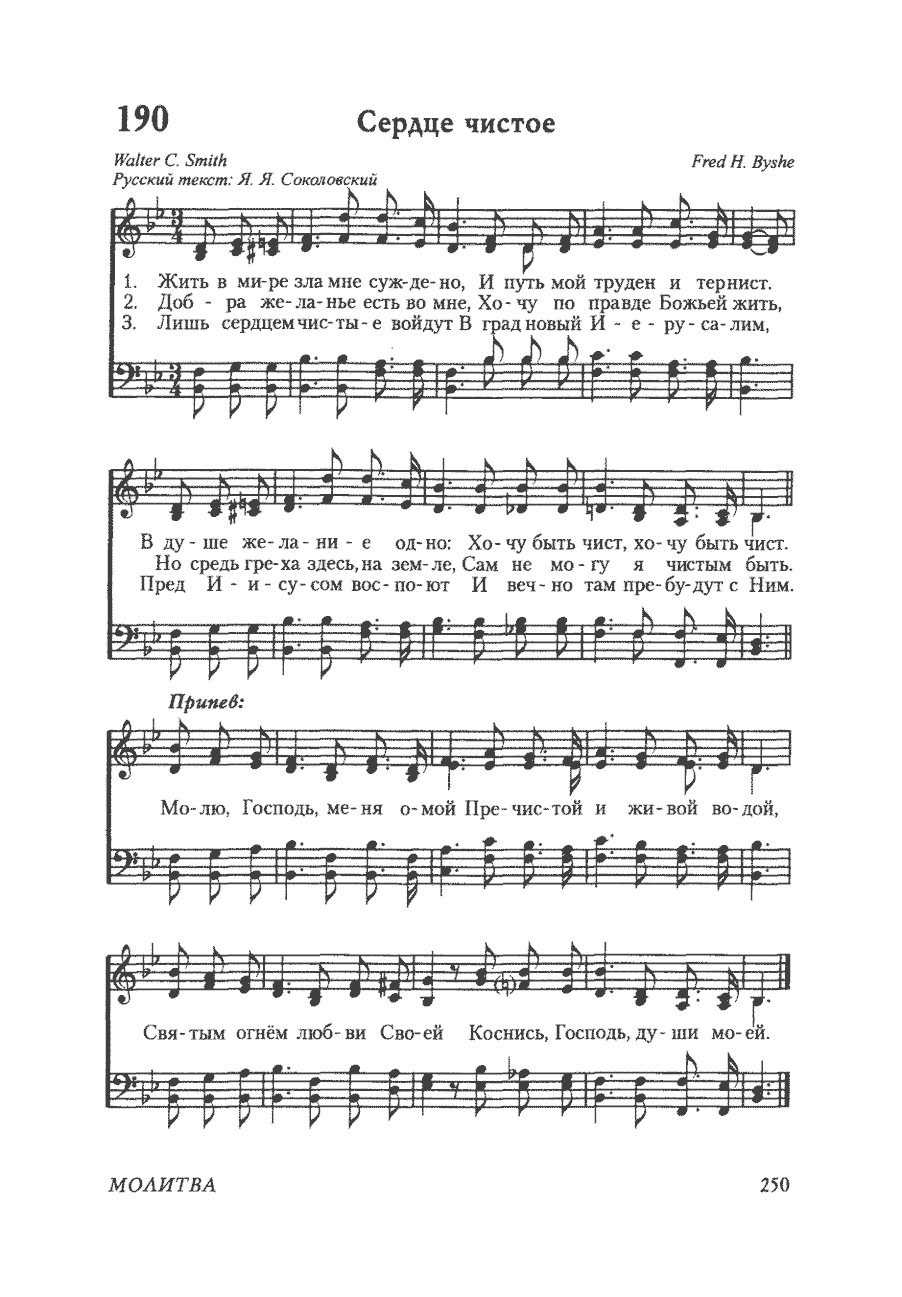 190
Сердце чистое
Walter C. Smith
Fred H. Byshe
Русский текст: Я. Я. Соколовский
1. Жить в ми-ре зла мне суж-де-но, И путь мой труден и тернист.
2. Доб - ра же-ла-нье есть во мне, Хо-чу по правде Божьей жить,
3. Лишь сердцем чис-ты-е войдут В град новый И - е - ру-са-лим,
В ду-ше же-ла-ни - е од-но: Хо-чу быть чист, хо-чу быть чист.
Но средь гре-ха здесь, на зем-ле, Сам не мо-гу я чистым быть.
Пред И - и-су-сом вос-по-ют И веч-но там пре-бу-дут с Ним.
Припев:
Мо-лю, Господь, ме-ня о-мой Пре-чис-той и жи-вой во-дой,
Свя-тым огнём люб-ви Сво-ей Коснись, Господь, ду-ши мо-ей.
МОЛИТВА
250